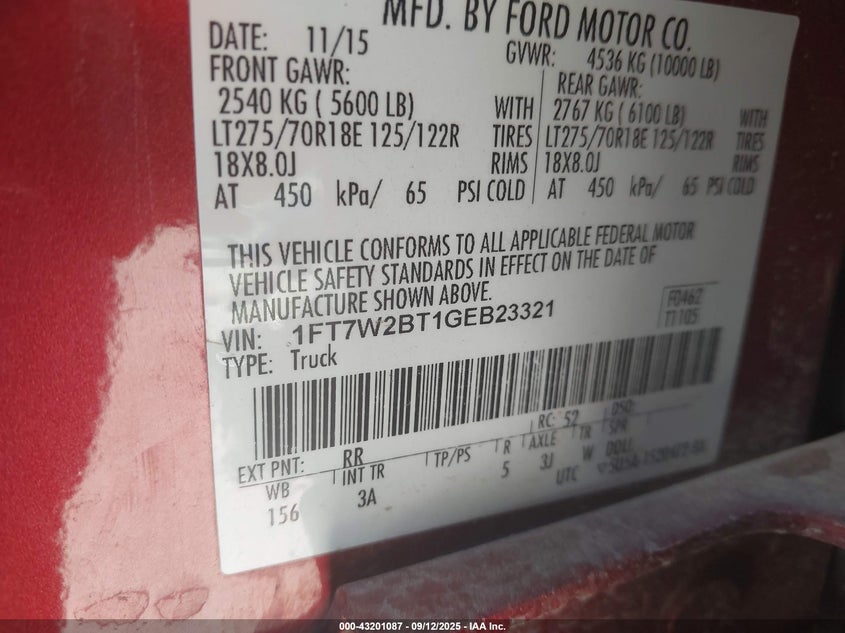 MFD. BY FORD MOTOR CO.
DATE: 11/15 GVWR: 4536 KG (10000 LB)
FRONT GAWR: REAR GAWR:
2540 KG ( 5600 LB) WITH 2767 KG ( 6100 LB) WITH
LT275/70R18E 125/122R TIRES LT275/70R18E 125/122R TIRES
18X8.0J RIMS 18X8.0J RIMS
AT 450 kPa/ 65 PSI COLD AT 450 kPa/ 65 PSI COLD
THIS VEHICLE CONFORMS TO ALL APPLICABLE FEDERAL MOTOR
VEHICLE SAFETY STANDARDS IN EFFECT ON THE DATE OF
MANUFACTURE SHOWN ABOVE.
VIN: 1FT7W2BT1GEB23321 F0462
TYPE: Truck T1105
EXT PNT: RR RC: 52 DSO:
WB INT TR TP/PS R AXLE TR SPR
156 3A 5 3J W
UTC
000-43201087 - 09/12/2025 - IAA Inc.